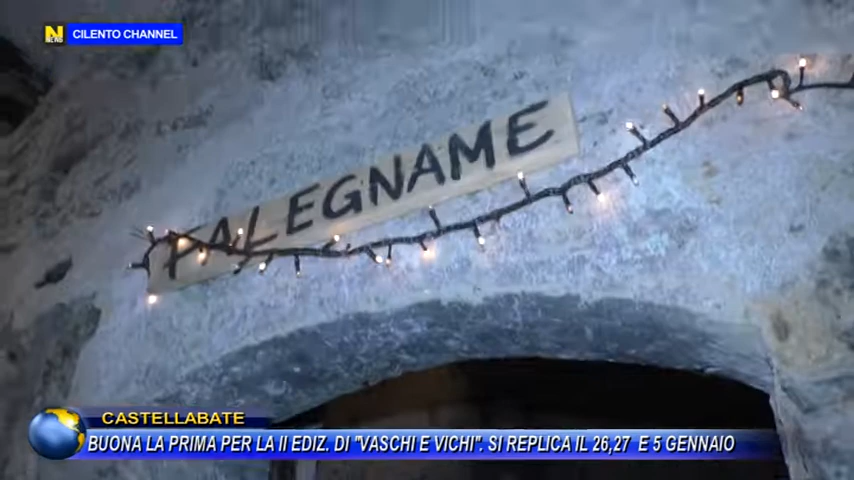 N
NEWS
CILENTO CHANNEL
FALEGNAME
CASTELLABATE
BUONA LA PRIMA PER LA II EDIZ. DI "VASCHI E VICHI". SI REPLICA IL 26,27 E 5 GENNAIO